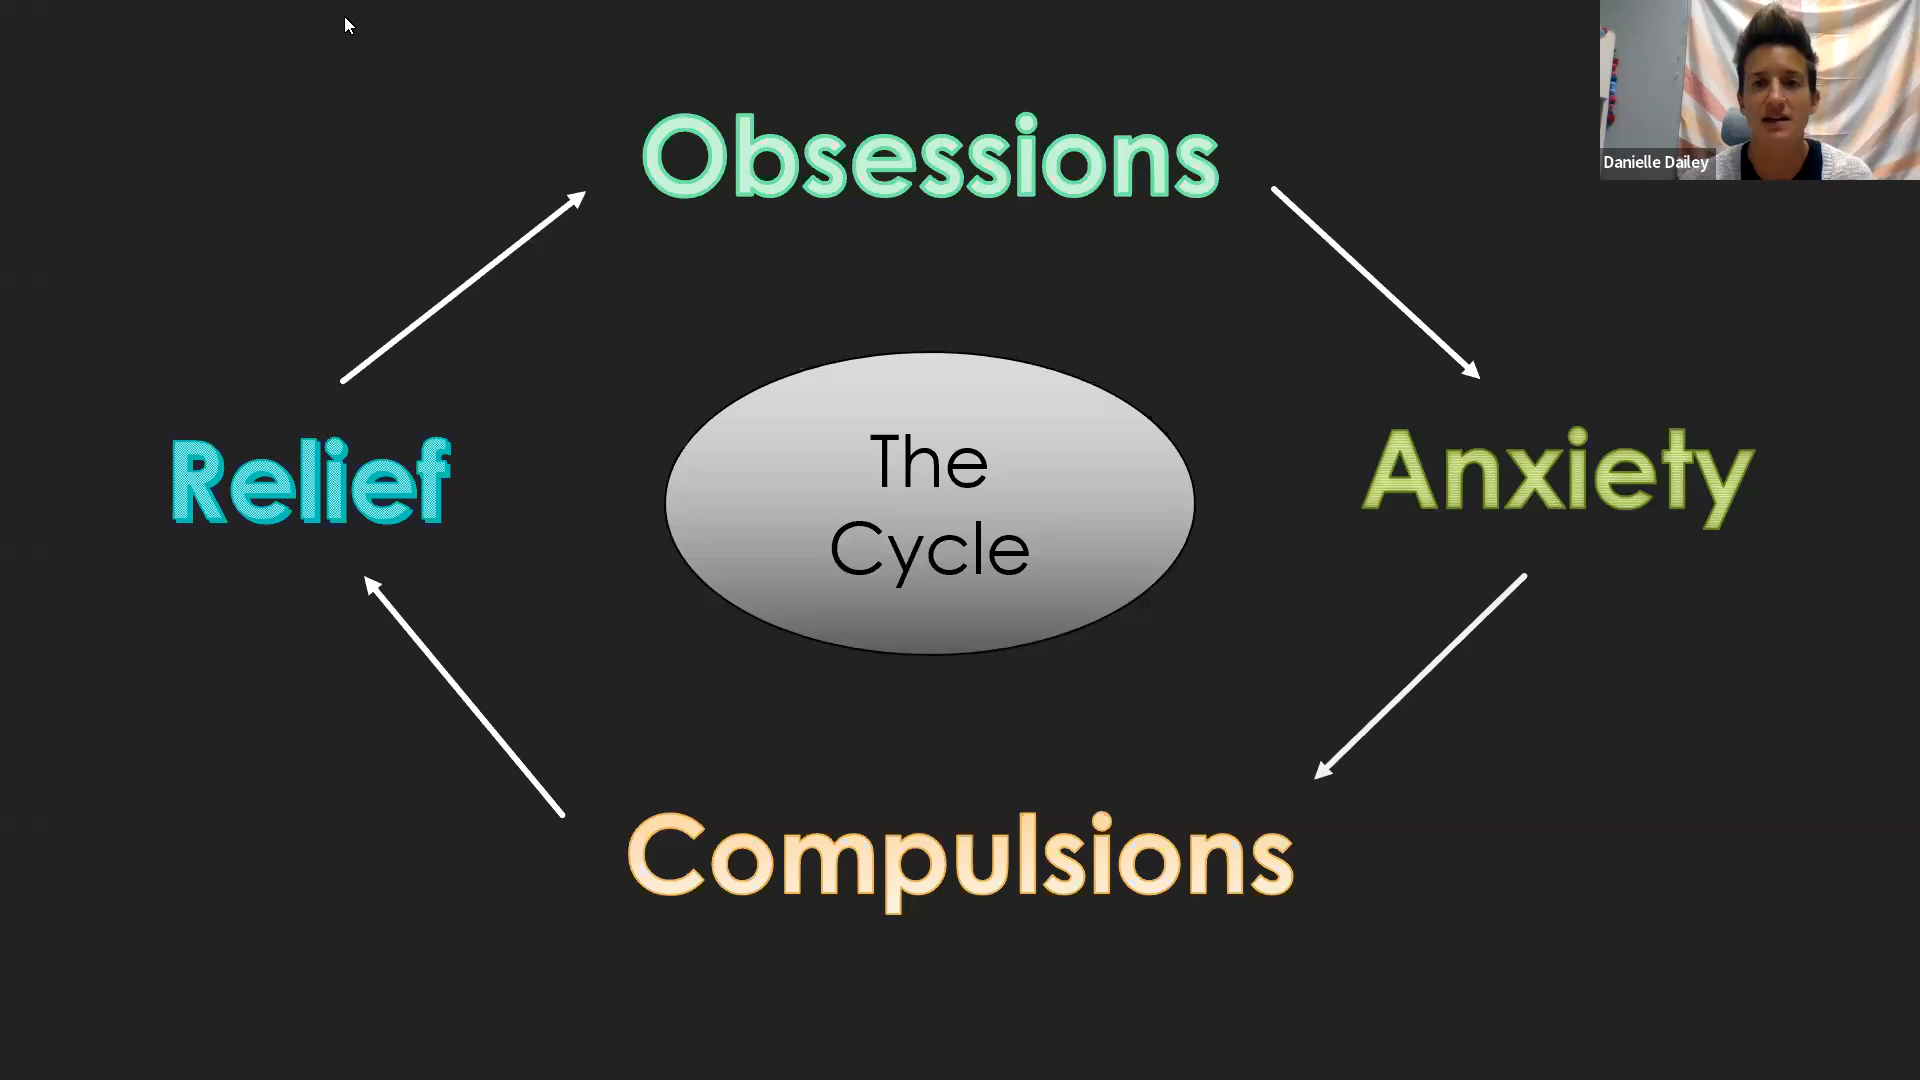 Obsessions
Danielle Dailey
Relief
The
Cycle
Anxiety
Compulsions